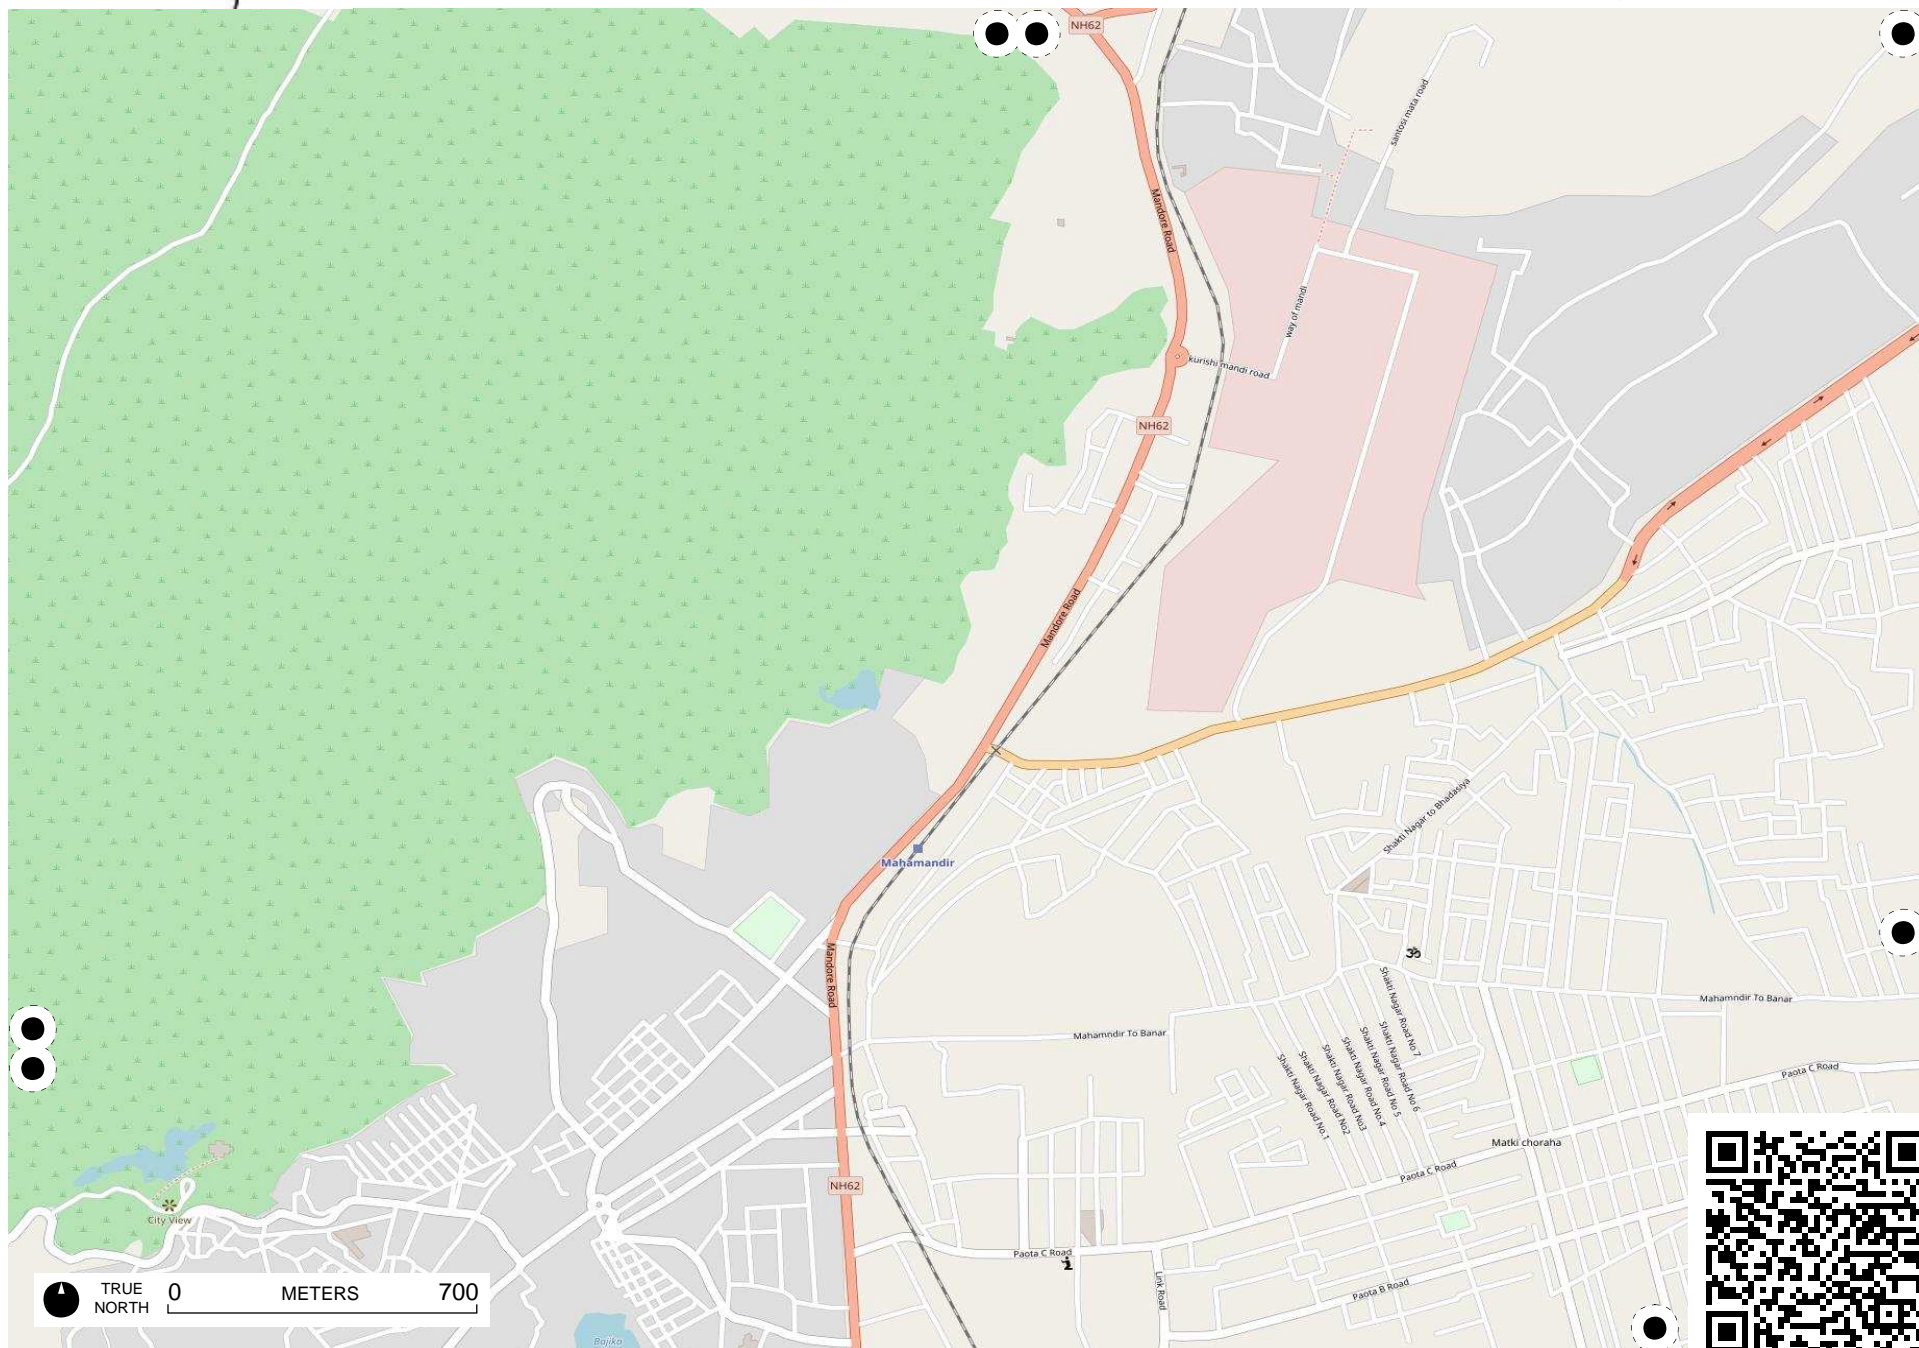 NH62
santosi mata road
Mandore Road
way of mandi
kurishi mandi road
NH62
Mandore Road
Shakti Nagar to Bhadasiya
Mahamandir
Mandore Road
Mahamndir To Banar
Mahamndir To Banar
Shakti Nagar Road No 7
Shakti Nagar Road No 6
Shakti Nagar Road No 5
Shakti Nagar Road No 4
Shakti Nagar Road No3
Shakti Nagar Road No2
Shakti Nagar Road No.1
Paota C Road
Matki choraha
Paota C Road
NH62
City View
Paota C Road
Link Road
Paota B Road
TRUE
NORTH
0 METERS 700
Bajika